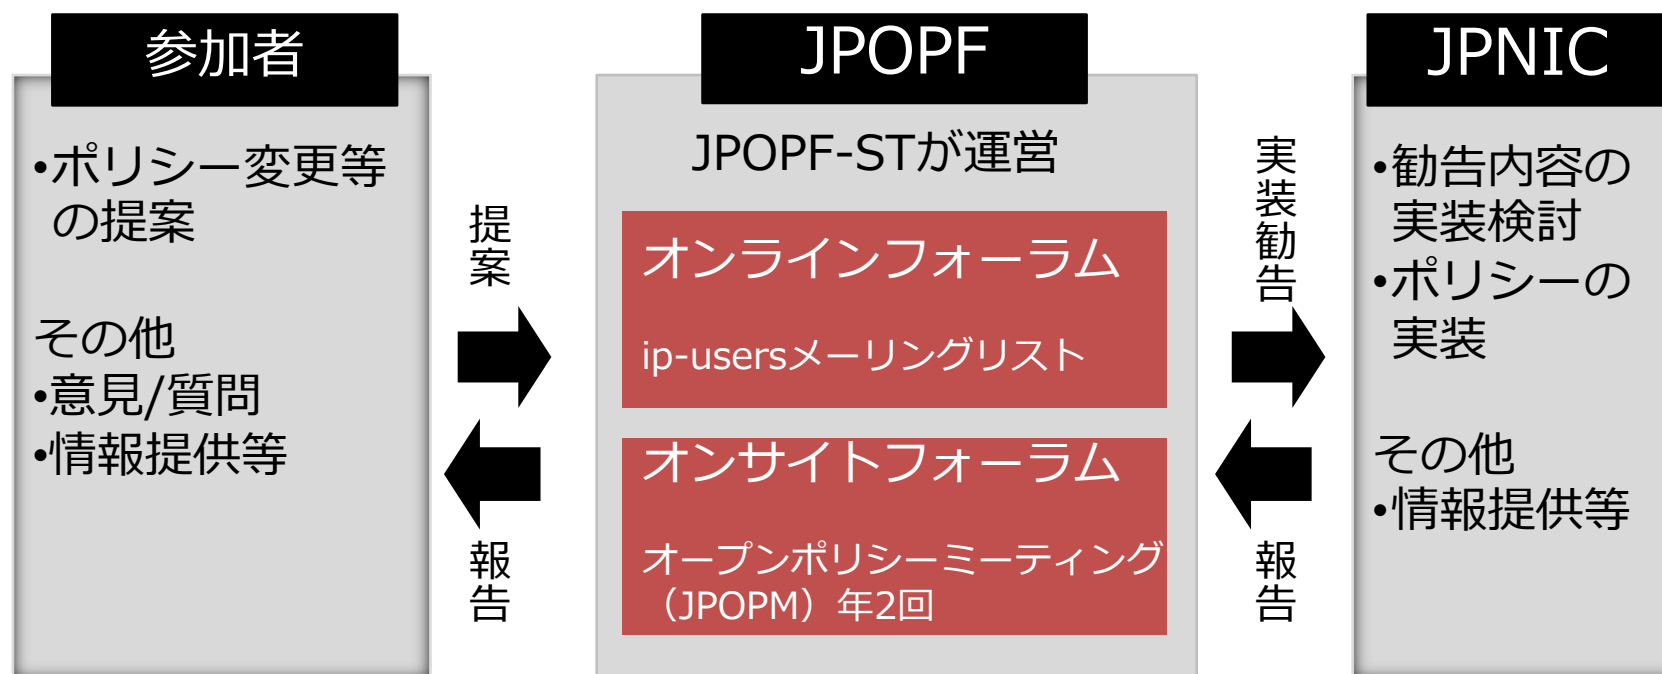 参加者
•ポリシー変更等
の提案
その他
•意見/質問
•情報提供等
提案
報告
JPOPF
JPOPF-STが運営
オンラインフォーラム
ip-usersメーリングリスト
オンサイトフォーラム
オープンポリシーミーティング
（JPOPM）年2回
実装勧告
報告
JPNIC
•勧告内容の
実装検討
•ポリシーの
実装
その他
•情報提供等